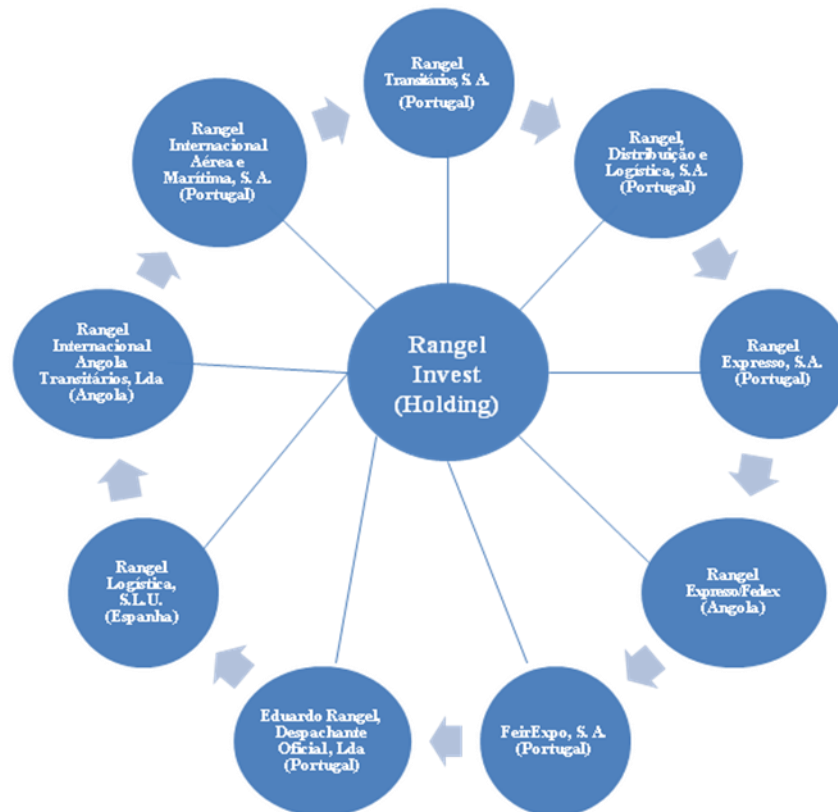 Rangel
Transitários, S. A.
(Portugal)
Rangel,
Distribuição e
Logística, S.A.
(Portugal)
Rangel
Expresso, S.A.
(Portugal)
Rangel
Expresso/Fedex
(Angola)
FeirExpo, S. A.
(Portugal)
Eduardo Rangel,
Despachante
Oficial, Lda
(Portugal)
Rangel
Logística,
S.L.U.
(Espanha)
Rangel
Internacional
Angola
Transitários, Lda
(Angola)
Rangel
Internacional
Aérea e
Marítima, S. A.
(Portugal)
Rangel
Invest
(Holding)